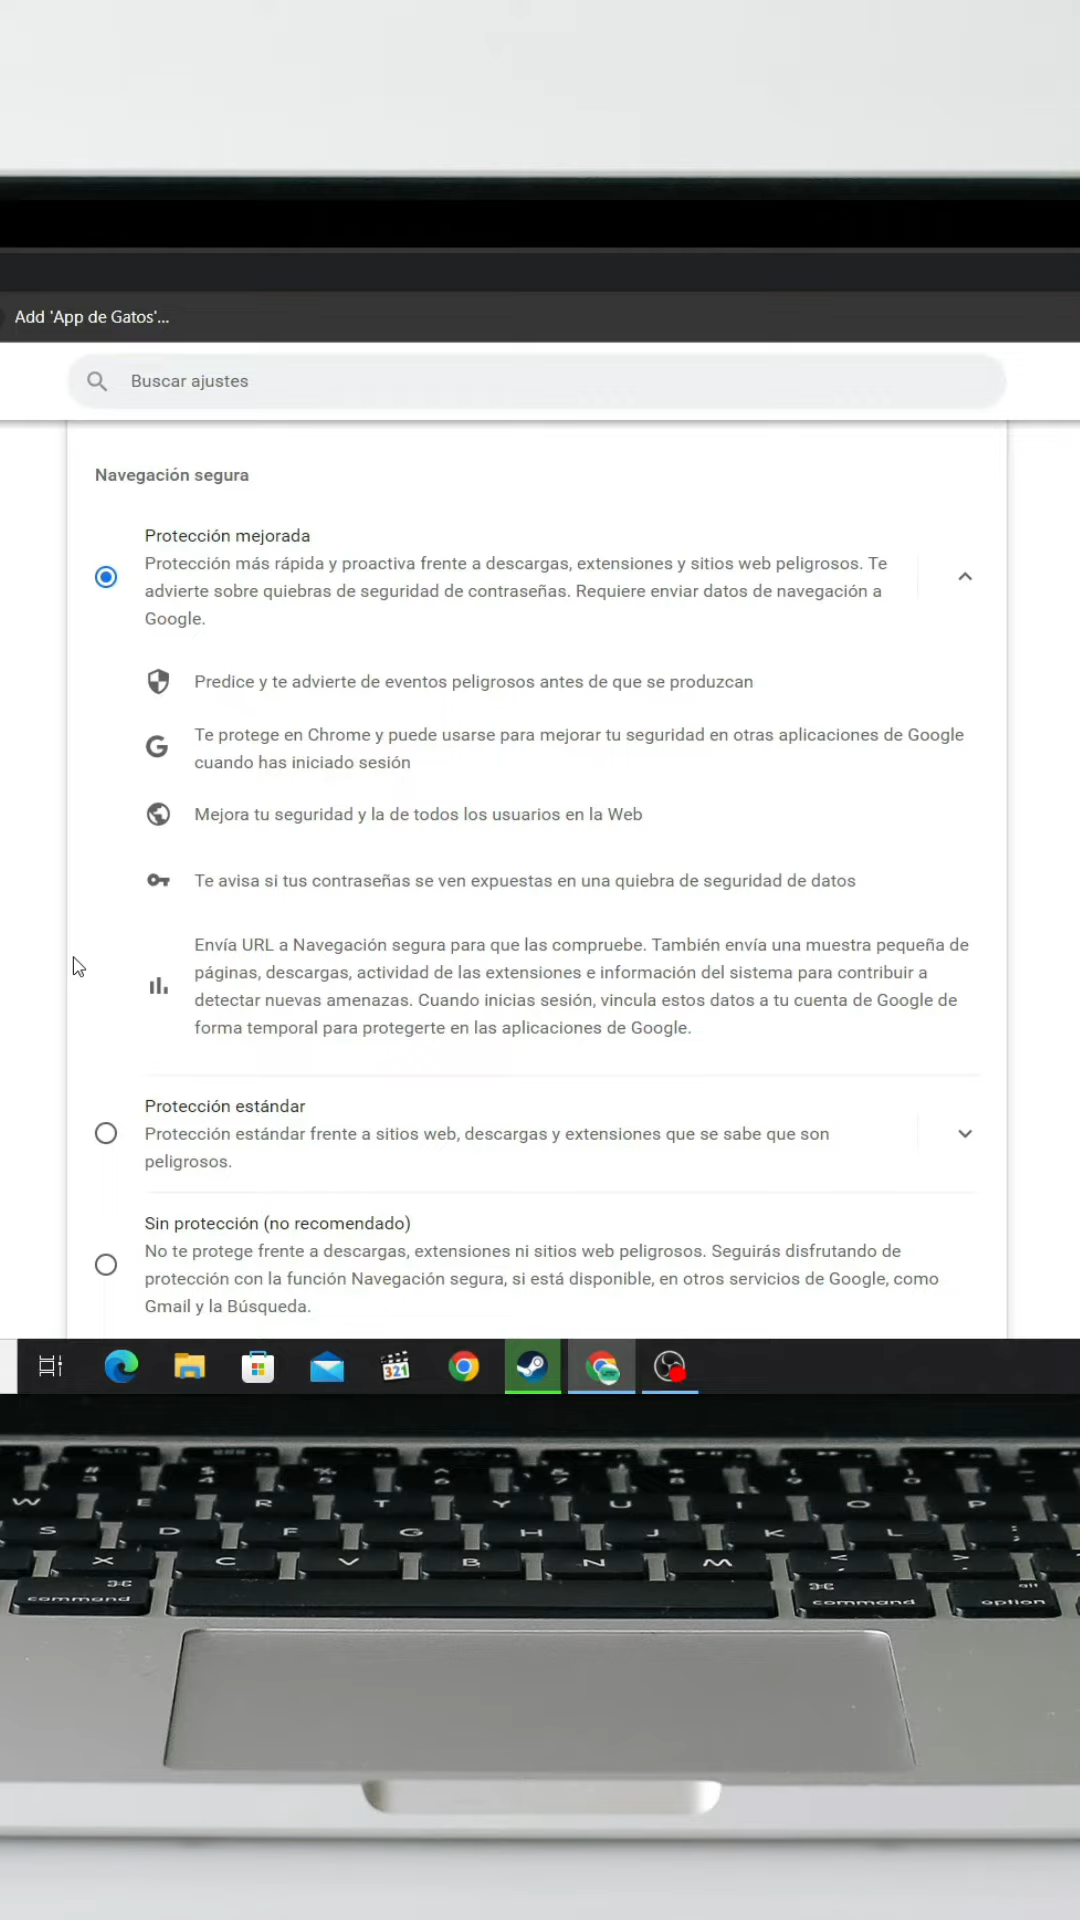 Add 'App de Gatos'...
Buscar ajustes
Navegación segura
Protección mejorada
Protección más rápida y proactiva frente a descargas, extensiones y sitios web peligrosos. Te
advierte sobre quiebras de seguridad de contraseñas. Requiere enviar datos de navegación a
Google.
Predice y te advierte de eventos peligrosos antes de que se produzcan
Te protege en Chrome y puede usarse para mejorar tu seguridad en otras aplicaciones de Google
cuando has iniciado sesión
Mejora tu seguridad y la de todos los usuarios en la Web
Te avisa si tus contraseñas se ven expuestas en una quiebra de seguridad de datos
Envía URL a Navegación segura para que las compruebe. También envía una muestra pequeña de
páginas, descargas, actividad de las extensiones e información del sistema para contribuir a
detectar nuevas amenazas. Cuando inicias sesión, vincula estos datos a tu cuenta de Google de
forma temporal para protegerte en las aplicaciones de Google.
Protección estándar
Protección estándar frente a sitios web, descargas y extensiones que se sabe que son
peligrosos.
Sin protección (no recomendado)
No te protege frente a descargas, extensiones ni sitios web peligrosos. Seguirás disfrutando de
protección con la función Navegación segura, si está disponible, en otros servicios de Google, como
Gmail y la Búsqueda.
321
# 3 $ 4 % 5 ^ 6 & 7 * 8 ( 9 ) 0
W E R T Y U I O P
S D F G H J K L ;
X C V B N M < >
⌘ command ⌘ command alt option